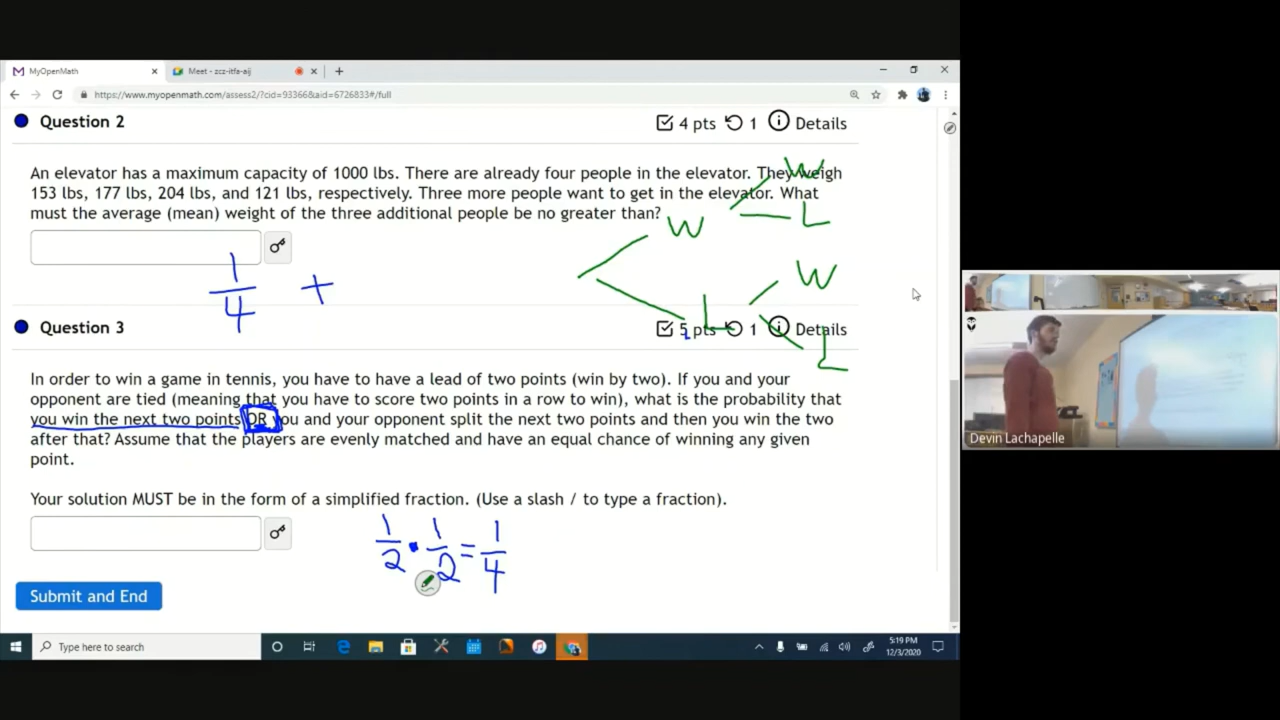 MyOpenMath
Meet - zcz-itfa-aij
https://www.myopenmath.com/assess2/?cid=93366&aid=6726833#/full
Question 2
4 pts 1 Details
An elevator has a maximum capacity of 1000 lbs. There are already four people in the elevator. They weigh
153 lbs, 177 lbs, 204 lbs, and 121 lbs, respectively. Three more people want to get in the elevator. What
must the average (mean) weight of the three additional people be no greater than?
W
W L
L
W L
1/4 +
Question 3
5 pts 1 Details
In order to win a game in tennis, you have to have a lead of two points (win by two). If you and your
opponent are tied (meaning that you have to score two points in a row to win), what is the probability that
you win the next two points OR you and your opponent split the next two points and then you win the two
after that? Assume that the players are evenly matched and have an equal chance of winning any given
point.
Your solution MUST be in the form of a simplified fraction. (Use a slash / to type a fraction).
1/2 · 1/2 = 1/4
Submit and End
Type here to search
5:19 PM
12/3/2020
Devin Lachapelle